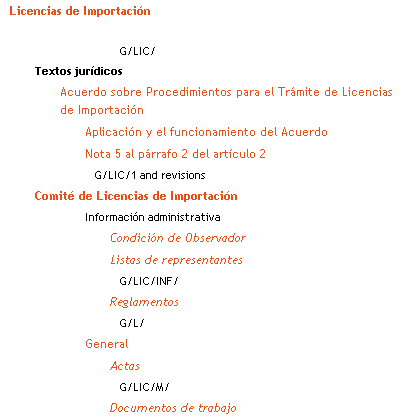 Licencias de Importación
G/LIC/
Textos jurídicos
Acuerdo sobre Procedimientos para el Trámite de Licencias
de Importación
Aplicación y el funcionamiento del Acuerdo
Nota 5 al párrafo 2 del artículo 2
G/LIC/1 and revisions
Comité de Licencias de Importación
Información administrativa
Condición de Observador
Listas de representantes
G/LIC/INF/
Reglamentos
G/L/
General
Actas
G/LIC/M/
Documentos de trabajo